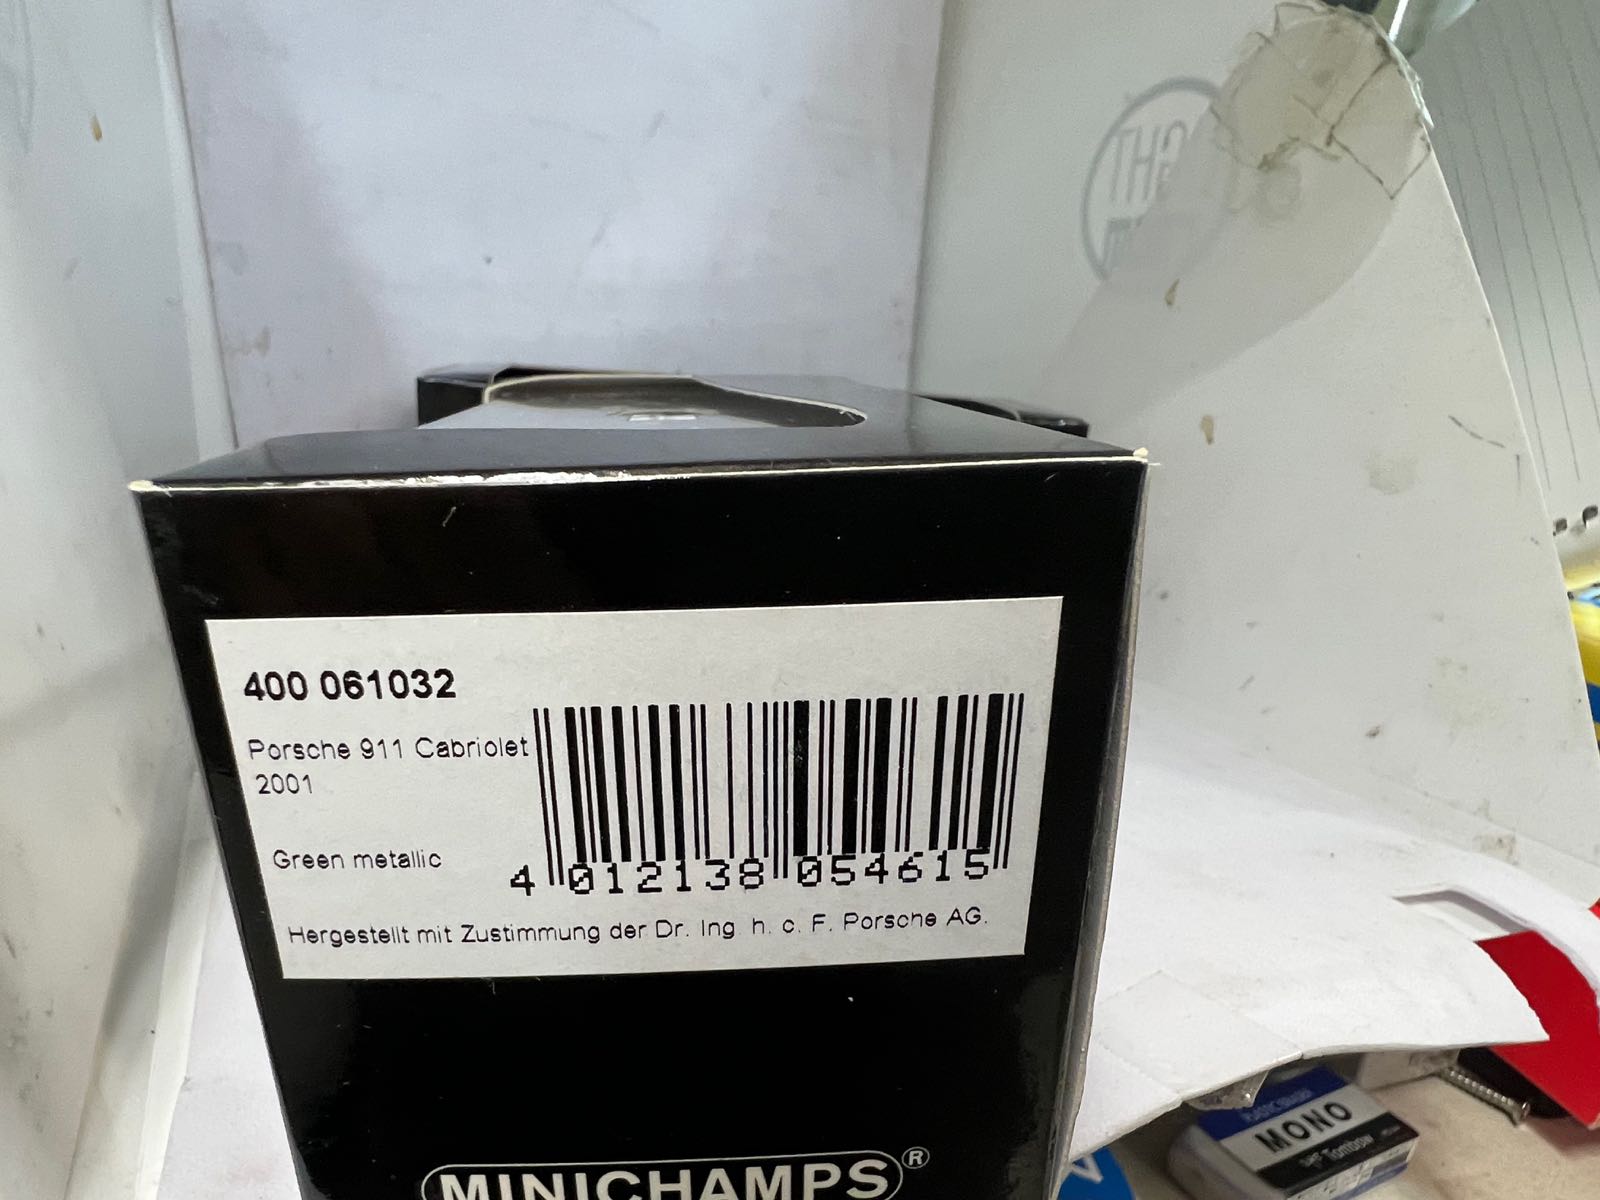 400 061032
Porsche 911 Cabriolet
2001
Green metallic
4 012138 054615
Hergestellt mit Zustimmung der Dr. Ing. h. c. F. Porsche AG.
MINICHAMPS®
MONO
Tombow